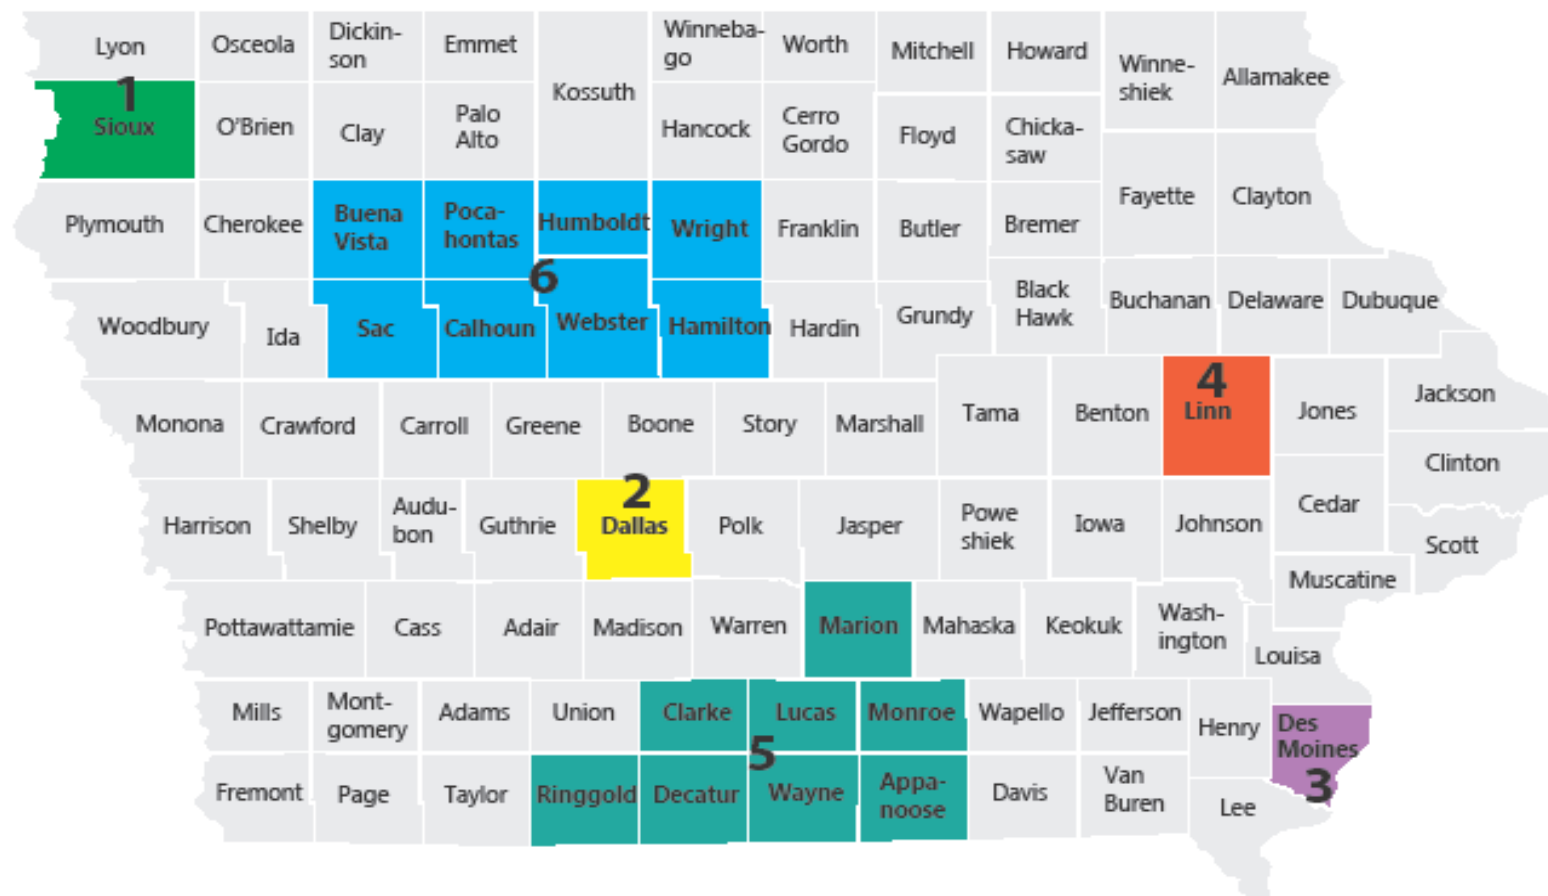 Lyon
Osceola
Dickin-
son
Emmet
Kossuth
Winneba-
go
Worth
Mitchell
Howard
Winne-
shiek
Allamakee
1
Sioux
O'Brien
Clay
Palo
Alto
Hancock
Cerro
Gordo
Floyd
Chicka-
saw
Fayette
Clayton
Plymouth
Cherokee
Buena
Vista
Poca-
hontas
Humboldt
Wright
Franklin
Butler
Bremer
6
Woodbury
Ida
Sac
Calhoun
Webster
Hamilton
Hardin
Grundy
Black
Hawk
Buchanan
Delaware
Dubuque
Monona
Crawford
Carroll
Greene
Boone
Story
Marshall
Tama
Benton
4
Linn
Jones
Jackson
Clinton
Harrison
Shelby
Audu-
bon
Guthrie
2
Dallas
Polk
Jasper
Powe
shiek
Iowa
Johnson
Cedar
Scott
Muscatine
Pottawattamie
Cass
Adair
Madison
Warren
Marion
Mahaska
Keokuk
Wash-
ington
Louisa
Mills
Mont-
gomery
Adams
Union
Clarke
Lucas
Monroe
Wapello
Jefferson
Henry
Des
Moines
3
5
Fremont
Page
Taylor
Ringgold
Decatur
Wayne
Appa-
noose
Davis
Van
Buren
Lee